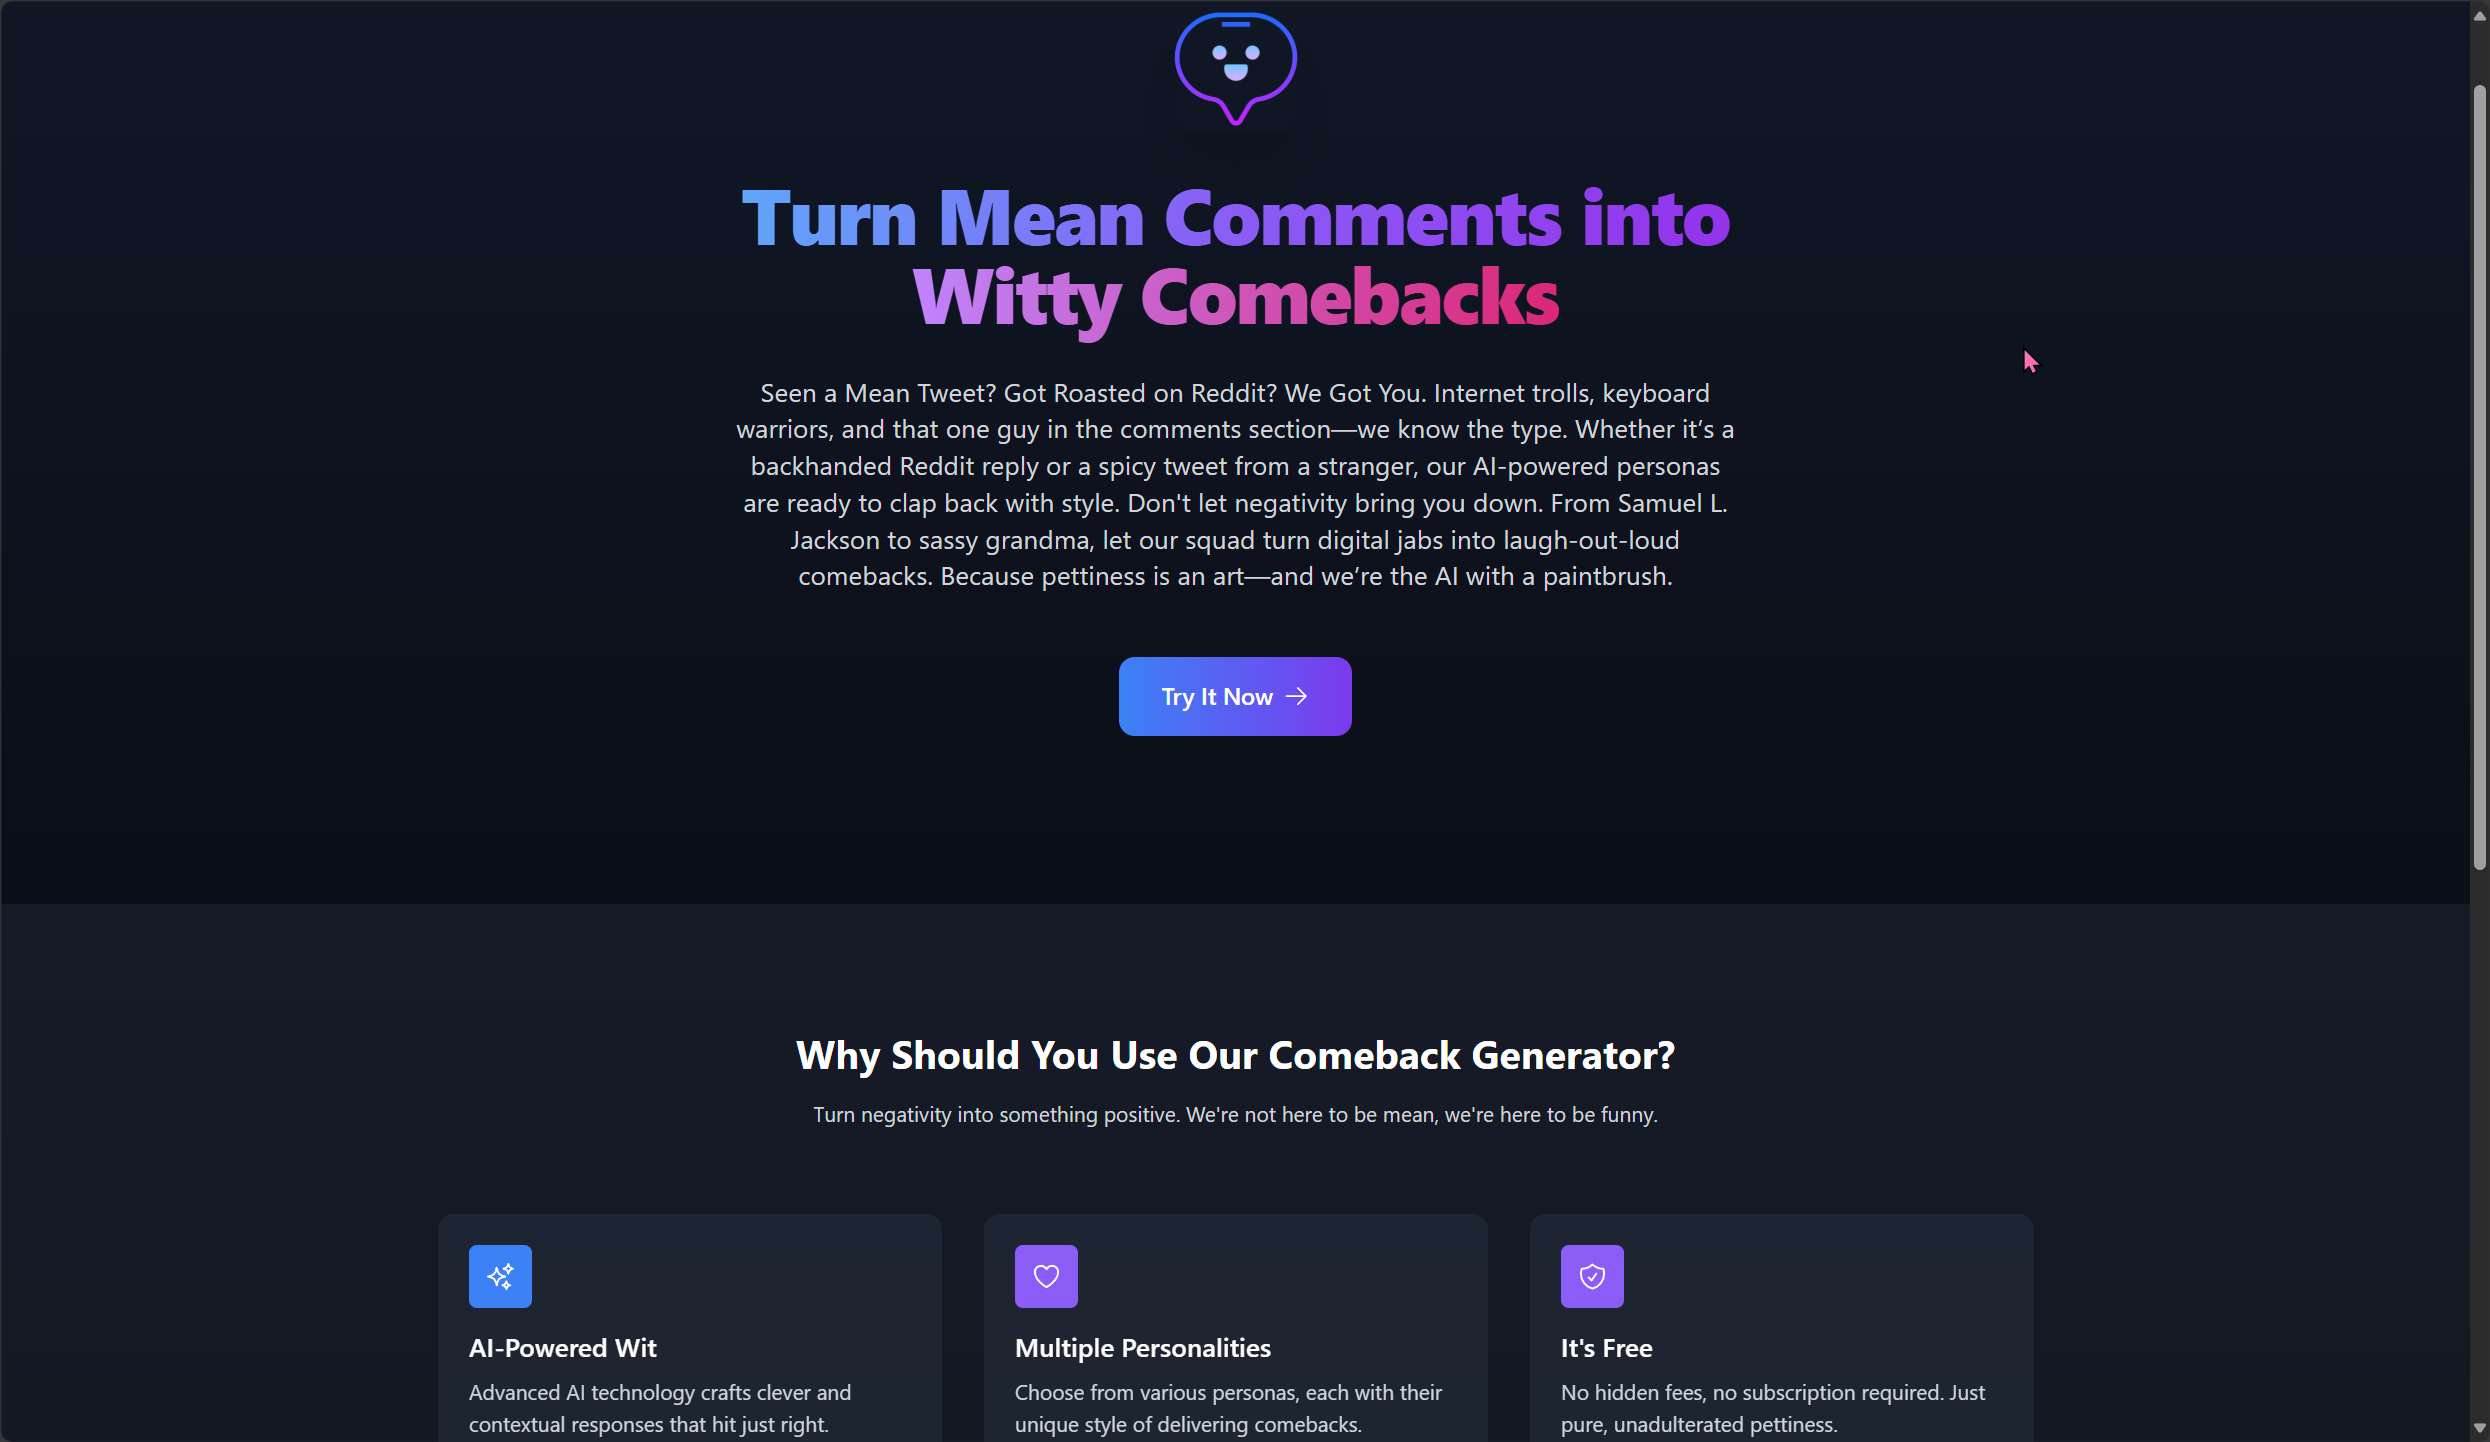 Turn Mean Comments into
Witty Comebacks
Seen a Mean Tweet? Got Roasted on Reddit? We Got You. Internet trolls, keyboard
warriors, and that one guy in the comments section—we know the type. Whether it’s a
backhanded Reddit reply or a spicy tweet from a stranger, our AI-powered personas
are ready to clap back with style. Don't let negativity bring you down. From Samuel L.
Jackson to sassy grandma, let our squad turn digital jabs into laugh-out-loud
comebacks. Because pettiness is an art—and we’re the AI with a paintbrush.
Try It Now
Why Should You Use Our Comeback Generator?
Turn negativity into something positive. We're not here to be mean, we're here to be funny.
AI-Powered Wit
Advanced AI technology crafts clever and
contextual responses that hit just right.
Multiple Personalities
Choose from various personas, each with their
unique style of delivering comebacks.
It's Free
No hidden fees, no subscription required. Just
pure, unadulterated pettiness.